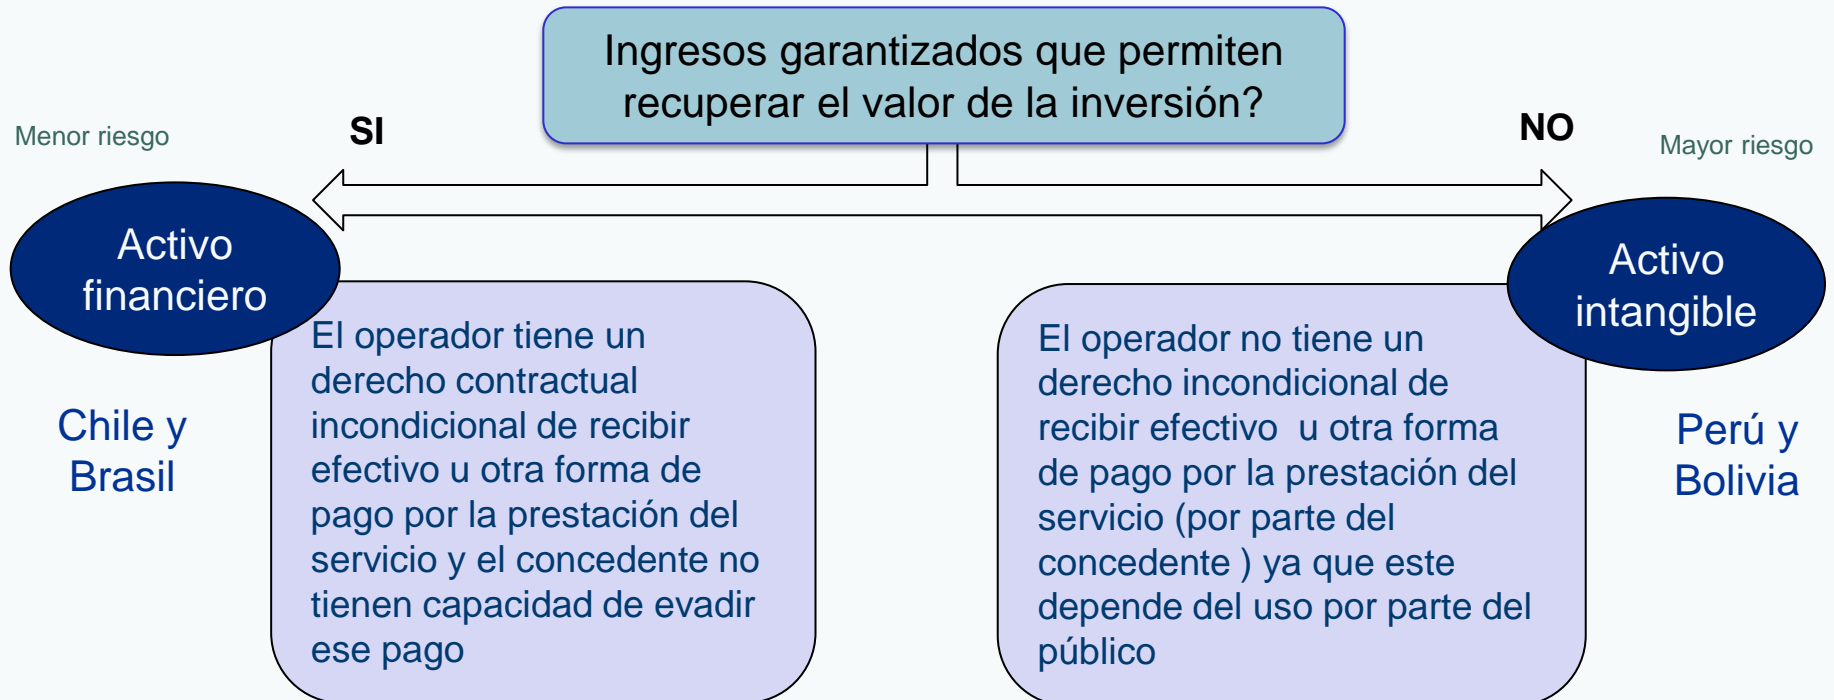 Ingresos garantizados que permiten
recuperar el valor de la inversión?
Menor riesgo
SI
NO
Mayor riesgo
Activo
financiero
El operador tiene un
derecho contractual
incondicional de recibir
efectivo u otra forma de
pago por la prestación del
servicio y el concedente no
tienen capacidad de evadir
ese pago
Chile y
Brasil
Activo
intangible
El operador no tiene un
derecho incondicional de
recibir efectivo  u otra forma
de pago por la prestación del
servicio (por parte del
concedente ) ya que este
depende del uso por parte del
público
Perú y
Bolivia